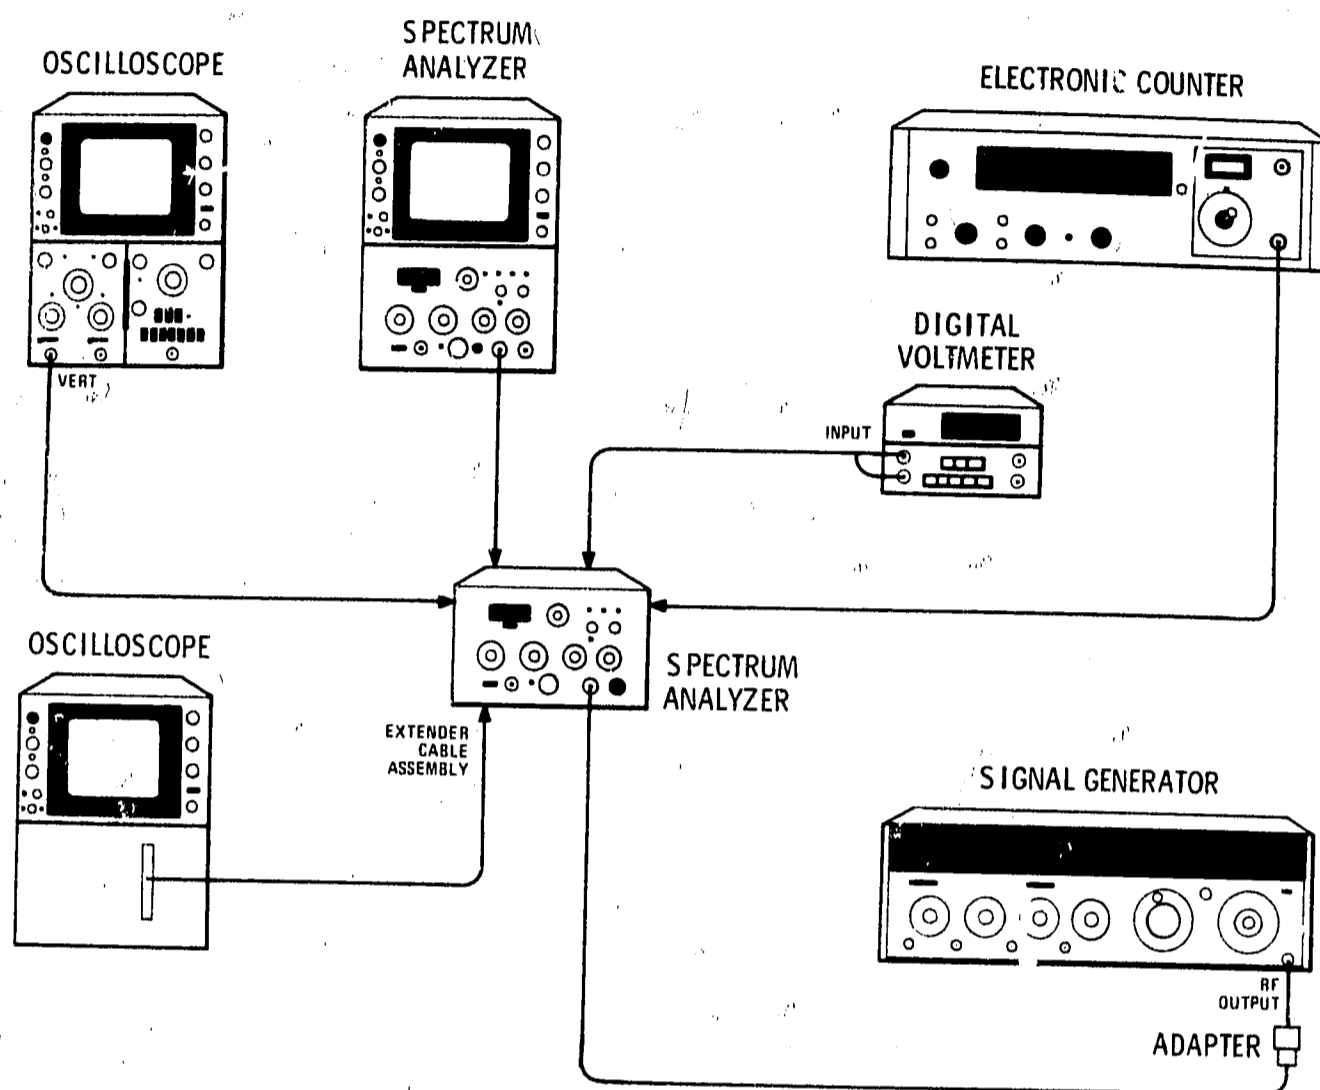 OSCILLOSCOPE
SPECTRUM
ANALYZER
ELECTRONIC COUNTER
VERT
DIGITAL
VOLTMETER
INPUT
OSCILLOSCOPE
SPECTRUM
ANALYZER
EXTENDER
CABLE
ASSEMBLY
SIGNAL GENERATOR
RF
OUTPUT
ADAPTER